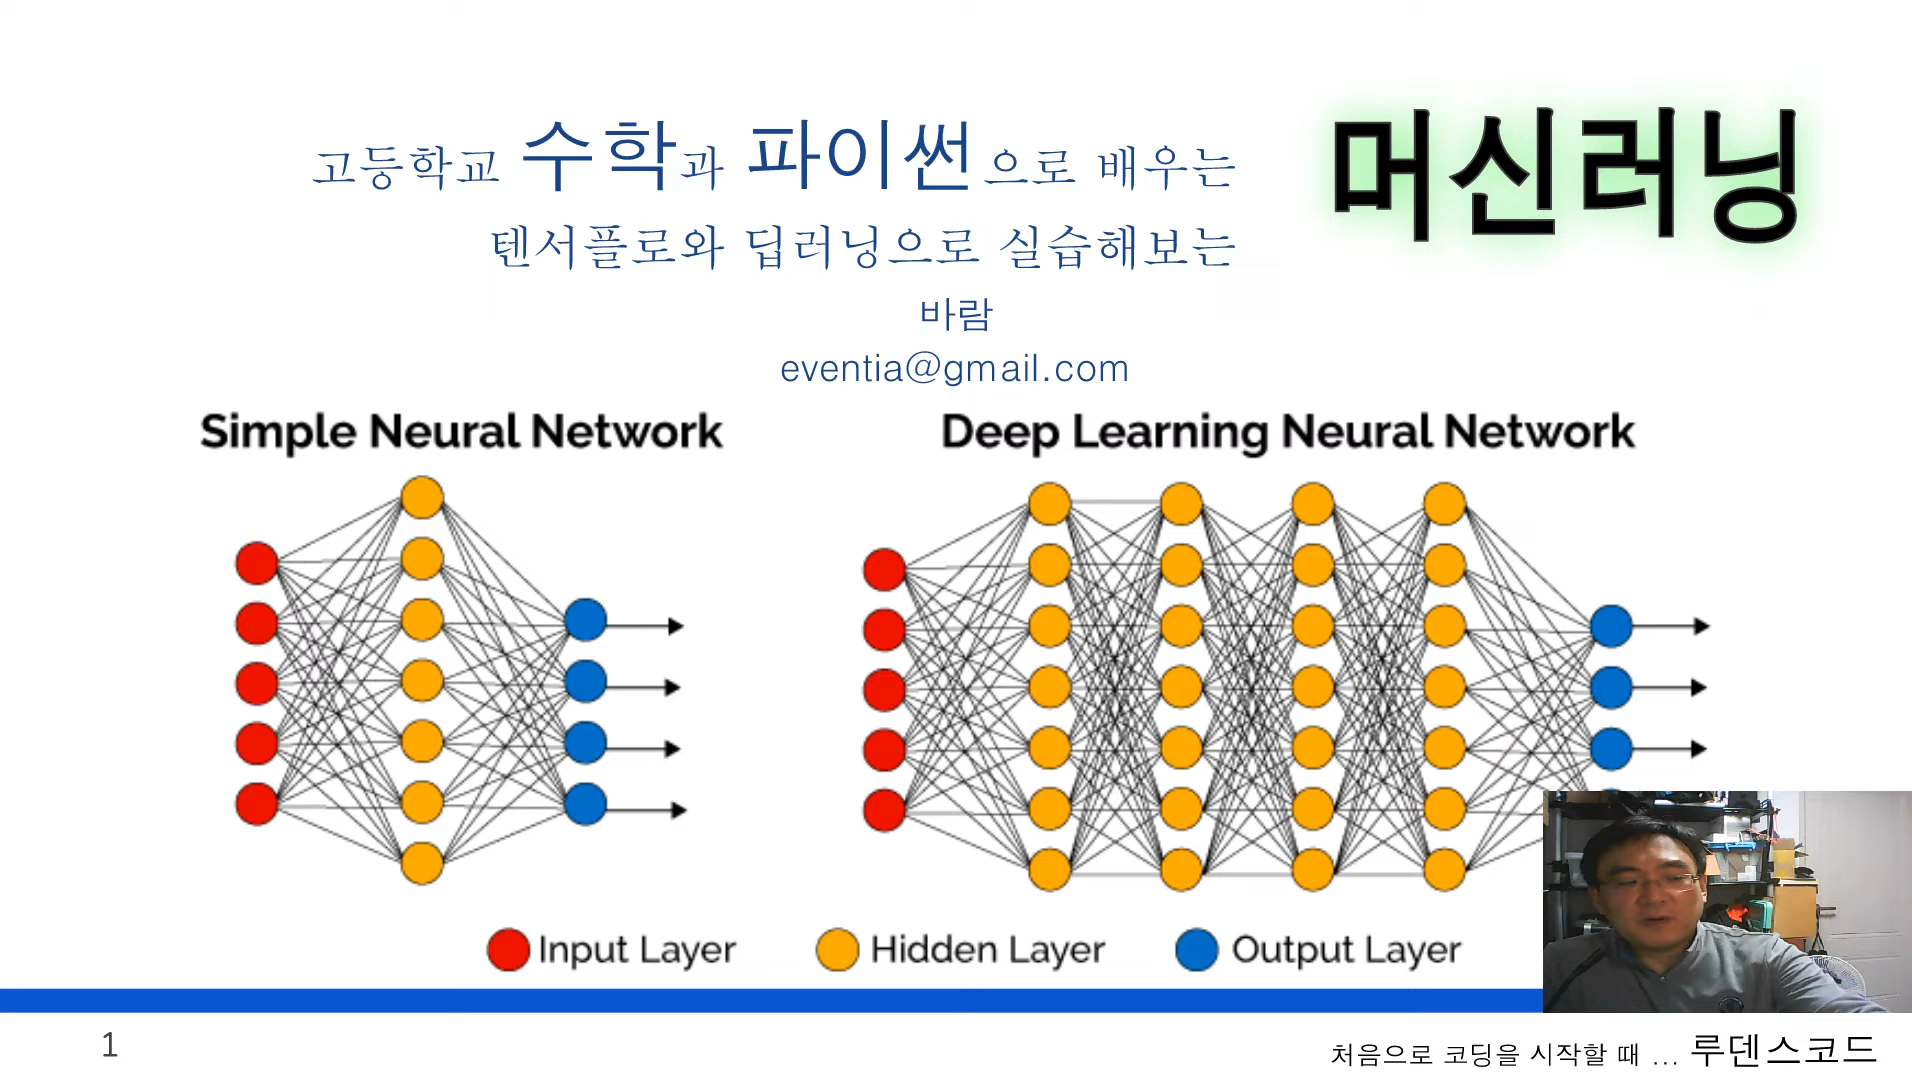 고등학교 수학과 파이썬으로 배우는
머신러닝
텐서플로와 딥러닝으로 실습해보는
바람
eventia@gmail.com
Simple Neural Network
Deep Learning Neural Network
Input Layer
Hidden Layer
Output Layer
1
처음으로 코딩을 시작할 때 ... 루덴스코드